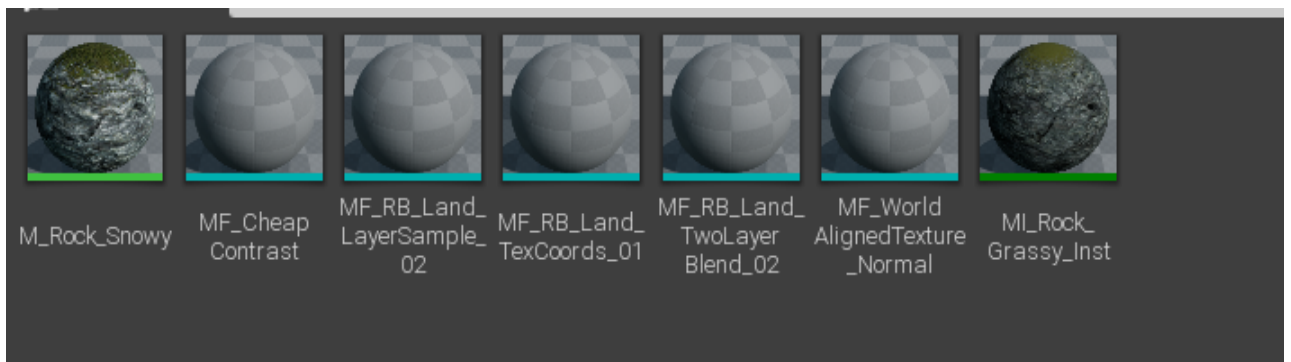 M_Rock_Snowy
MF_Cheap
Contrast
MF_RB_Land_
LayerSample_
02
MF_RB_Land_
TexCoords_01
MF_RB_Land_
TwoLayer
Blend_02
MF_World
AlignedTexture
_Normal
MI_Rock_
Grassy_Inst